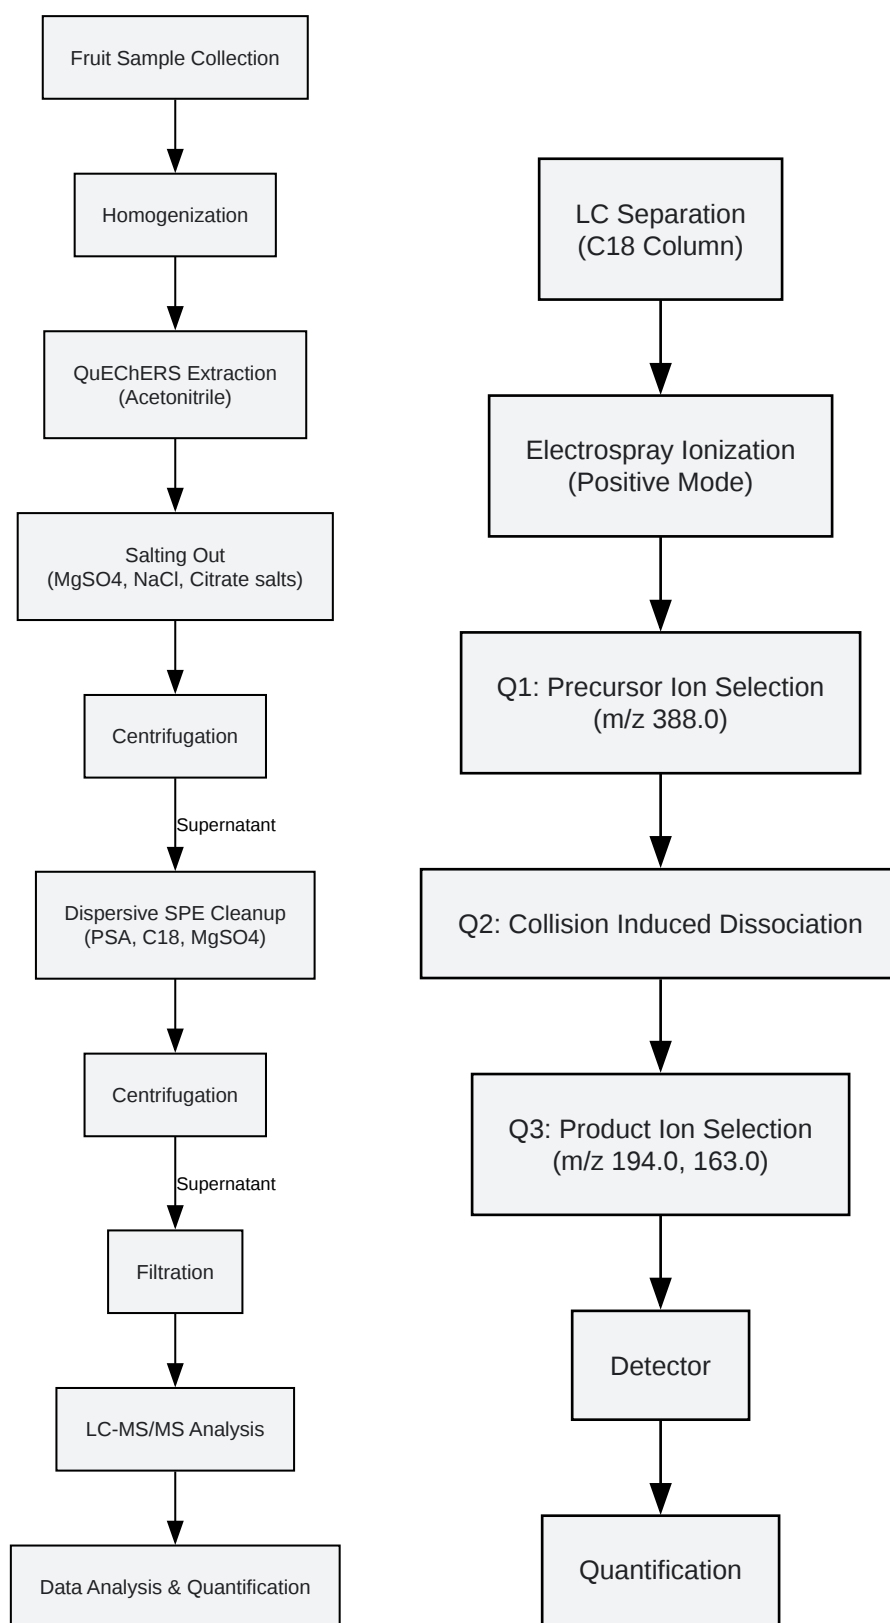 Fruit Sample Collection
Homogenization
QuEChERS Extraction
(Acetonitrile)
Salting Out
(MgSO4, NaCl, Citrate salts)
Centrifugation
Supernatant
Dispersive SPE Cleanup
(PSA, C18, MgSO4)
Centrifugation
Supernatant
Filtration
LC-MS/MS Analysis
Data Analysis & Quantification
LC Separation
(C18 Column)
Electrospray Ionization
(Positive Mode)
Q1: Precursor Ion Selection
(m/z 388.0)
Q2: Collision Induced Dissociation
Q3: Product Ion Selection
(m/z 194.0, 163.0)
Detector
Quantification